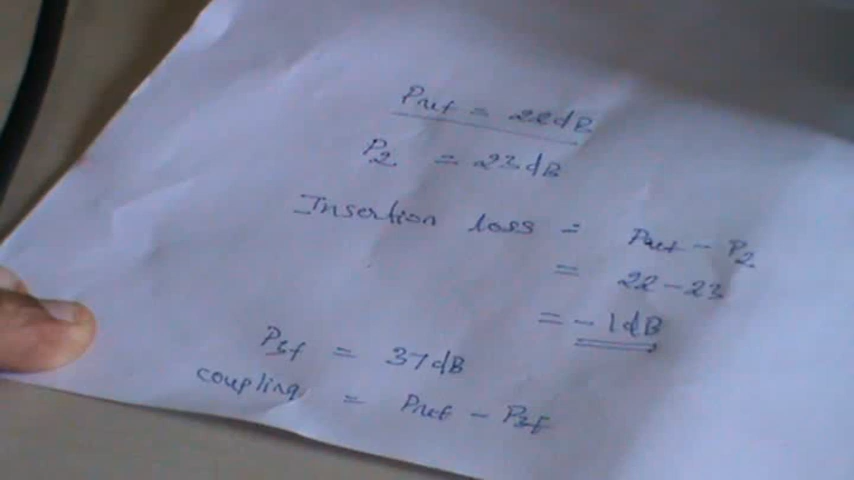 Pref = 22dB
P2 = 23dB
Insertion loss = Pref - P2
= 22-23
= -1dB
P3f = 37dB
coupling = Pref - P3f